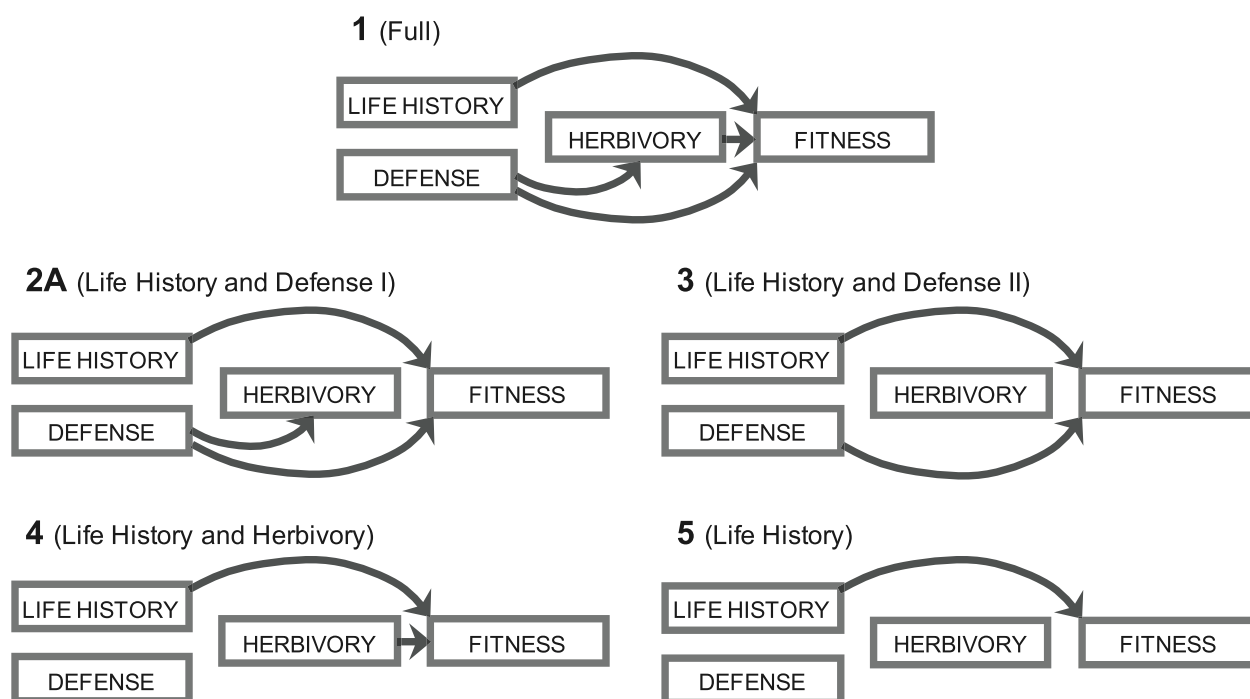 1 (Full)
LIFE HISTORY
HERBIVORY
FITNESS
DEFENSE
2A (Life History and Defense I)
LIFE HISTORY
HERBIVORY
FITNESS
DEFENSE
3 (Life History and Defense II)
LIFE HISTORY
HERBIVORY
FITNESS
DEFENSE
4 (Life History and Herbivory)
LIFE HISTORY
HERBIVORY
FITNESS
DEFENSE
5 (Life History)
LIFE HISTORY
HERBIVORY
FITNESS
DEFENSE